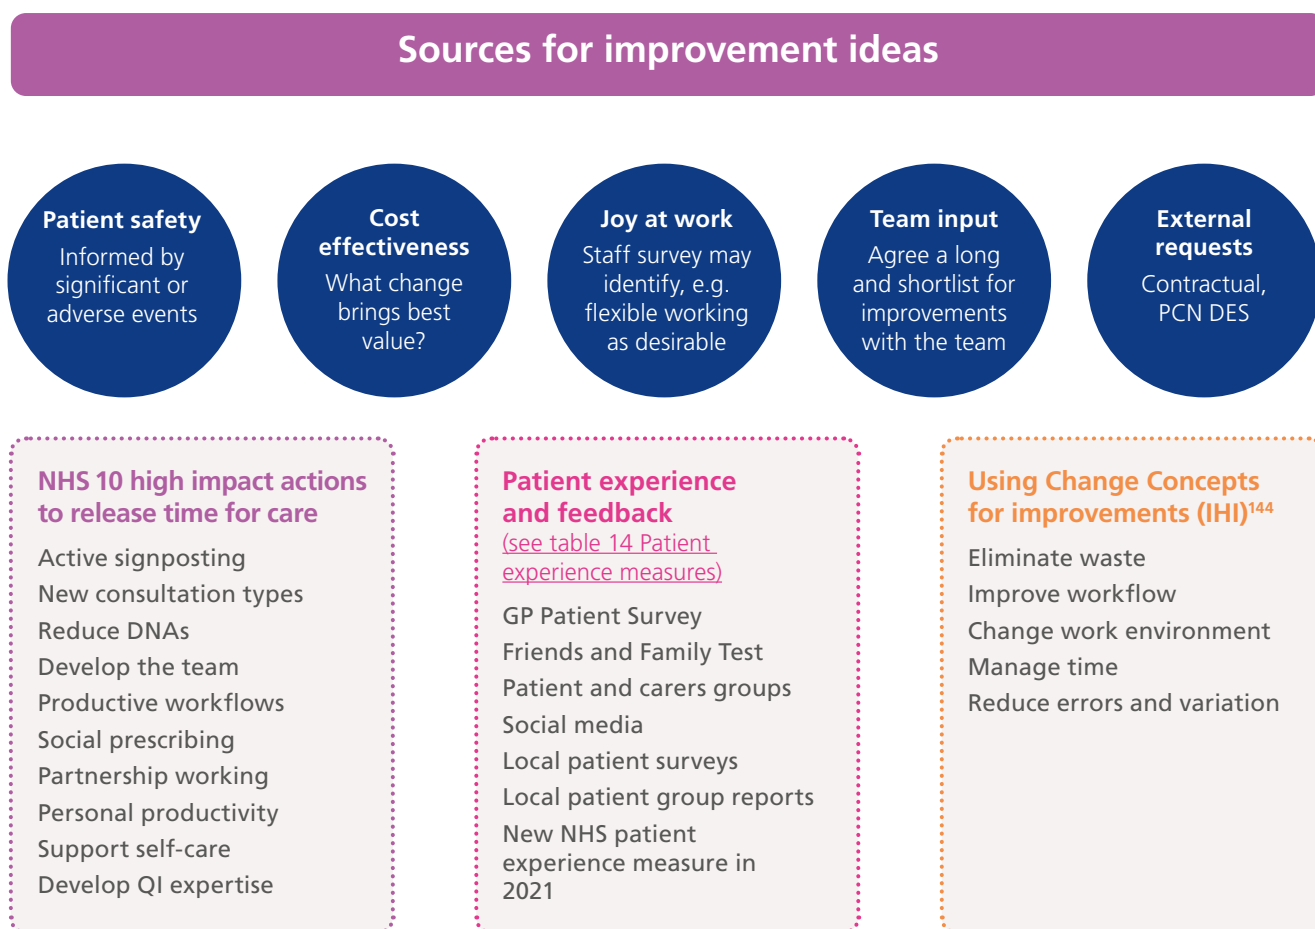 Sources for improvement ideas
Patient safety
Informed by
significant or
adverse events
Cost
effectiveness
What change
brings best
value?
Joy at work
Staff survey may
identify, e.g.
flexible working
as desirable
Team input
Agree a long
and shortlist for
improvements
with the team
External
requests
Contractual,
PCN DES
NHS 10 high impact actions
to release time for care
Active signposting
New consultation types
Reduce DNAs
Develop the team
Productive workflows
Social prescribing
Partnership working
Personal productivity
Support self-care
Develop QI expertise
Patient experience
and feedback
(see table 14 Patient
experience measures)
GP Patient Survey
Friends and Family Test
Patient and carers groups
Social media
Local patient surveys
Local patient group reports
New NHS patient
experience measure in
2021
Using Change Concepts
for improvements (IHI)144
Eliminate waste
Improve workflow
Change work environment
Manage time
Reduce errors and variation